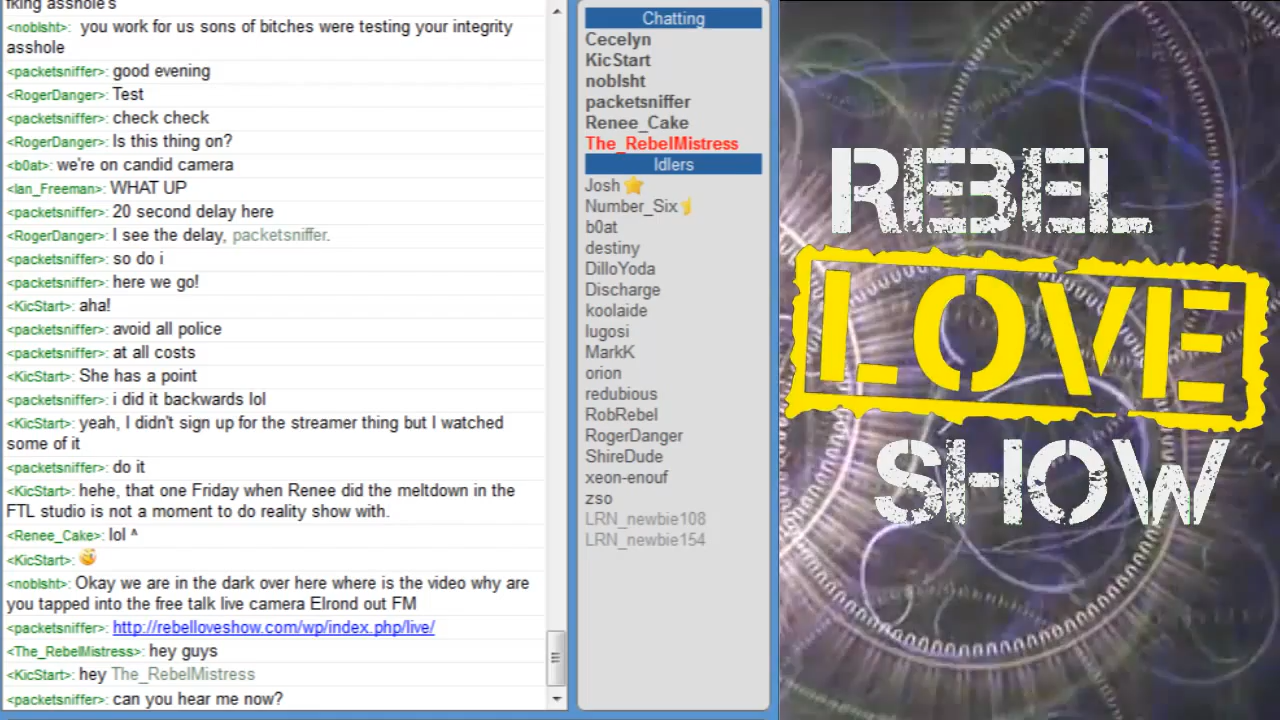 fking asshole's
<noblsht>: you work for us sons of bitches were testing your integrity
asshole
<packetsniffer>: good evening
<RogerDanger>: Test
<packetsniffer>: check check
<RogerDanger>: Is this thing on?
<b0at>: we're on candid camera
<Ian_Freeman>: WHAT UP
<packetsniffer>: 20 second delay here
<RogerDanger>: I see the delay, packetsniffer.
<packetsniffer>: so do i
<packetsniffer>: here we go!
<KicStart>: aha!
<packetsniffer>: avoid all police
<packetsniffer>: at all costs
<KicStart>: She has a point
<packetsniffer>: i did it backwards lol
<KicStart>: yeah, I didn't sign up for the streamer thing but I watched
some of it
<packetsniffer>: do it
<KicStart>: hehe, that one Friday when Renee did the meltdown in the
FTL studio is not a moment to do reality show with.
<Renee_Cake>: lol ^
<KicStart>:
<noblsht>: Okay we are in the dark over here where is the video why are
you tapped into the free talk live camera Elrond out FM
<packetsniffer>: http://rebelloveshow.com/wp/index.php/live/
<The_RebelMistress>: hey guys
<KicStart>: hey The_RebelMistress
<packetsniffer>: can you hear me now?
Chatting
Cecelyn
KicStart
noblsht
packetsniffer
Renee_Cake
The_RebelMistress
Idlers
Josh
Number_Six
b0at
destiny
DilloYoda
Discharge
koolaide
lugosi
MarkK
orion
redubious
RobRebel
RogerDanger
ShireDude
xeon-enouf
zso
LRN_newbie108
LRN_newbie154
REBEL
LOVE
SHOW